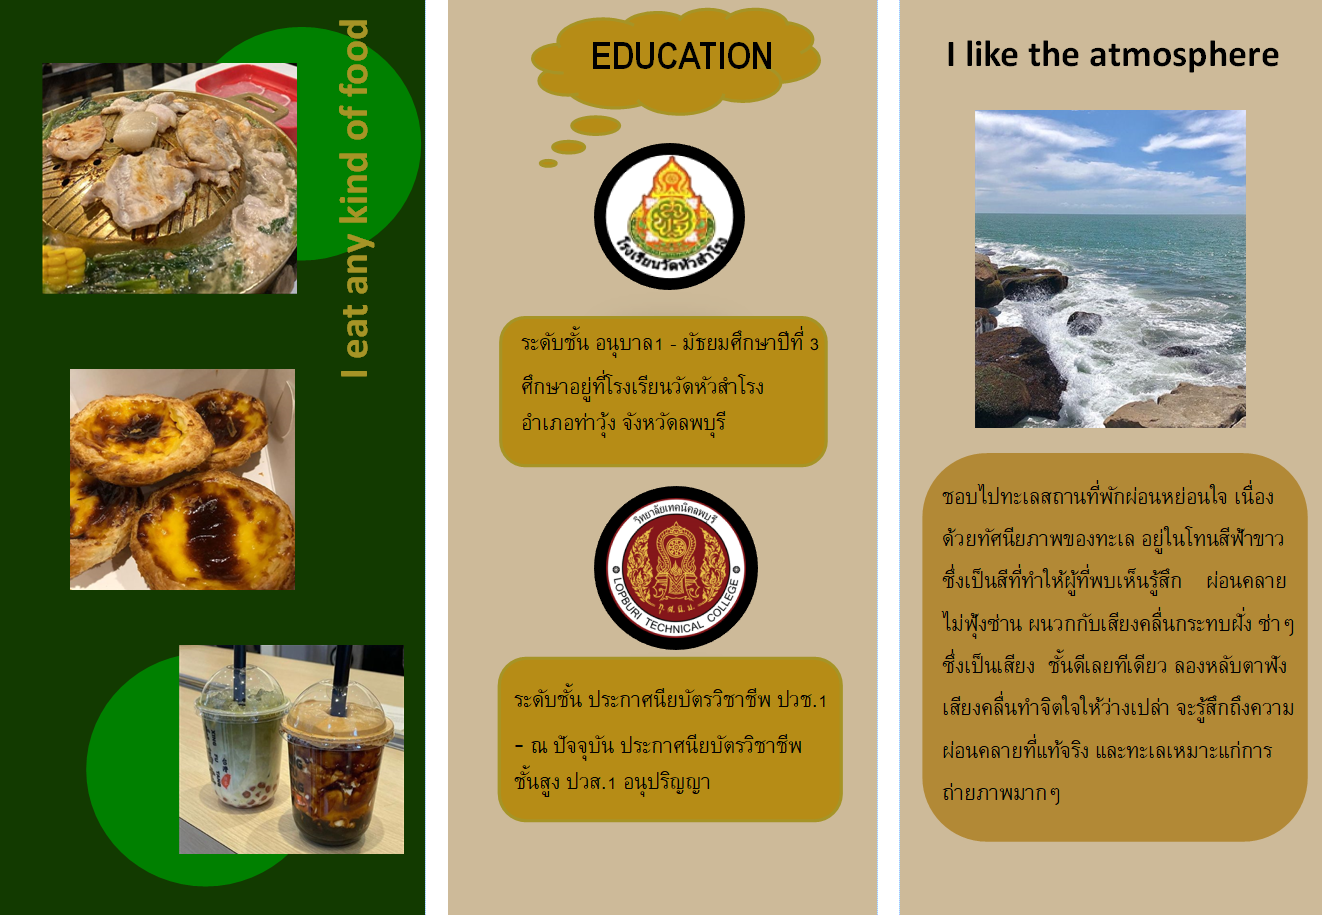 I eat any kind of food
EDUCATION
โรงเรียนวัดหัวสำโรง
ระดับชั้น อนุบาล1 - มัธยมศึกษาปีที่ 3
ศึกษาอยู่ที่โรงเรียนวัดหัวสำโรง
อำเภอท่าวุ้ง จังหวัดลพบุรี
วิทยาลัยเทคนิคลพบุรี
ทุ. ส. นิ. ม.
LOPBURI TECHNICAL COLLEGE
ระดับชั้น ประกาศนียบัตรวิชาชีพ ปวช.1
- ณ ปัจจุบัน ประกาศนียบัตรวิชาชีพ
ชั้นสูง ปวส.1 อนุปริญญา
I like the atmosphere
ชอบไปทะเลสถานที่พักผ่อนหย่อนใจ เนื่อง
ด้วยทัศนียภาพของทะเล อยู่ในโทนสีฟ้าขาว
ซึ่งเป็นสีที่ทำให้ผู้ที่พบเห็นรู้สึก ผ่อนคลาย
ไม่ฟุ้งซ่าน ผนวกกับเสียงคลื่นกระทบฝั่ง ซ่าๆ
ซึ่งเป็นเสียง ชั้นดีเลยทีเดียว ลองหลับตาฟัง
เสียงคลื่นทำจิตใจให้ว่างเปล่า จะรู้สึกถึงความ
ผ่อนคลายที่แท้จริง และทะเลเหมาะแก่การ
ถ่ายภาพมากๆ